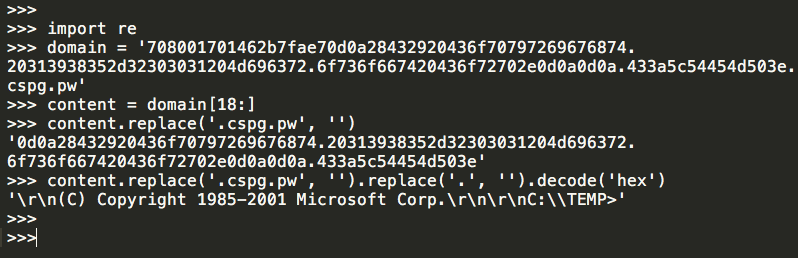 >>>
>>> import re
>>> domain = '708001701462b7fae70d0a28432920436f70797269676874.
20313938352d32303031204d696372.6f736f667420436f72702e0d0a0d0a.433a5c54454d503e.
cspg.pw'
>>> content = domain[18:]
>>> content.replace('.cspg.pw', '')
'0d0a28432920436f70797269676874.20313938352d32303031204d696372.
6f736f667420436f72702e0d0a0d0a.433a5c54454d503e'
>>> content.replace('.cspg.pw', '').replace('.', '').decode('hex')
'\r\n(C) Copyright 1985-2001 Microsoft Corp.\r\n\r\nC:\\TEMP>'
>>>
>>>